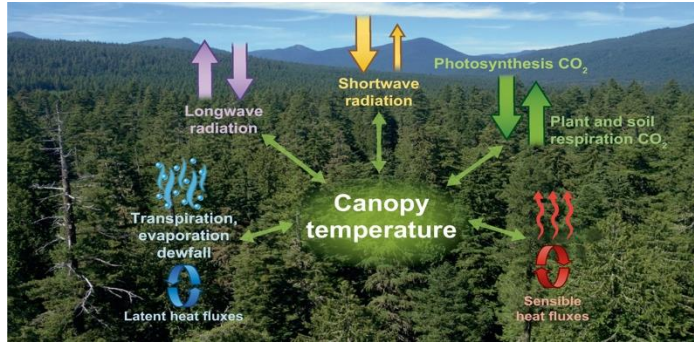 Longwave
radiation
Shortwave
radiation
Photosynthesis CO₂
Plant and soil
respiration CO₂
Canopy
temperature
Transpiration,
evaporation
dewfall
Latent heat fluxes
Sensible
heat fluxes